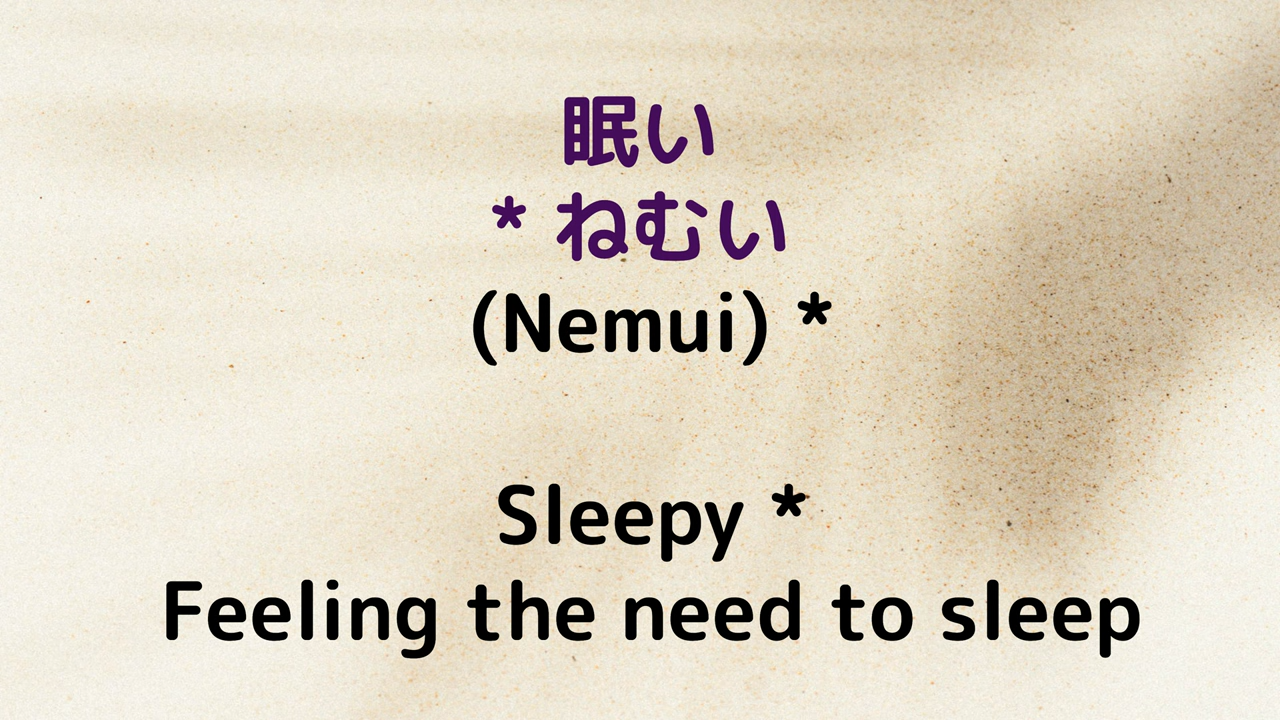 眠い
* ねむい
(Nemui) *
Sleepy *
Feeling the need to sleep